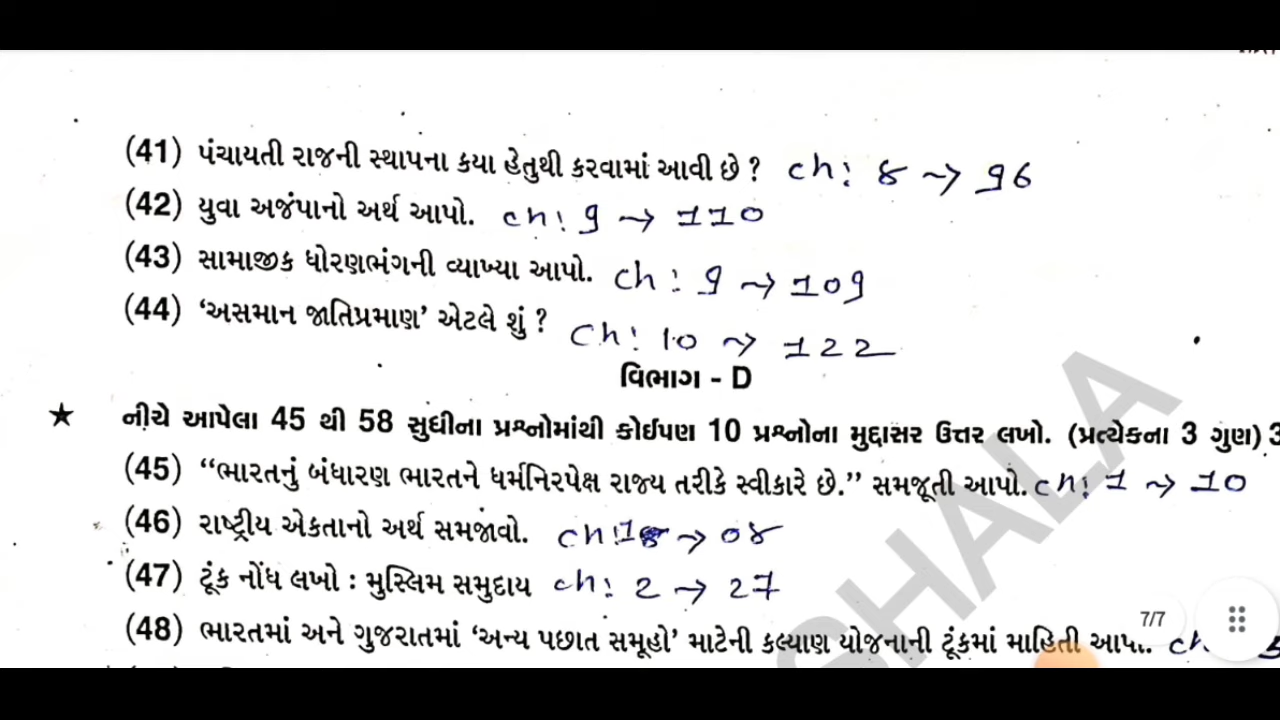 (41) પંચાયતી રાજની સ્થાપના કયા હેતુથી કરવામાં આવી છે ? ch: 8 → 96
(42) યુવા અજંપાનો અર્થ આપો. ch: 9 → 110
(43) સામાજીક ધોરણભંગની વ્યાખ્યા આપો. ch: 9 → 109
(44) ‘અસમાન જાતિપ્રમાણ’ એટલે શું ? Ch: 10 → 122
વિભાગ - D
★ નીચે આપેલા 45 થી 58 સુધીના પ્રશ્નોમાંથી કોઈપણ 10 પ્રશ્નોના મુદ્દાસર ઉત્તર લખો. (પ્રત્યેકના 3 ગુણ)
(45) “ભારતનું બંધારણ ભારતને ધર્મનિરપેક્ષ રાજ્ય તરીકે સ્વીકારે છે.” સમજૂતી આપો. ch: 1 → 10
(46) રાષ્ટ્રીય એકતાનો અર્થ સમજાવો. ch: 1 → 08
(47) ટૂંક નોંધ લખો : મુસ્લિમ સમુદાય ch: 2 → 27
7/7
(48) ભારતમાં અને ગુજરાતમાં ‘અન્ય પછાત સમૂહો’ માટેની કલ્યાણ યોજનાની ટૂંકમાં માહિતી
SHALA